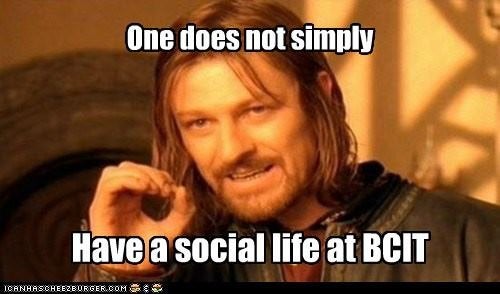 One does not simply
Have a social life at BCIT
ICANHASCHEEZBURGER.COM